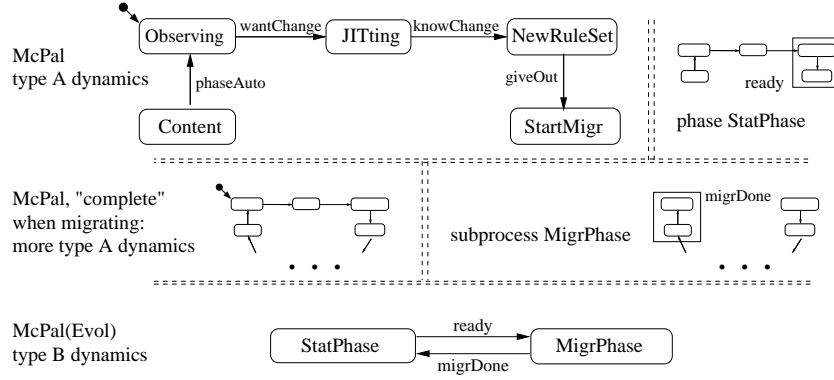 McPal
type A dynamics
Observing
wantChange
JITting
knowChange
NewRuleSet
phaseAuto
giveOut
Content
StartMigr
ready
phase StatPhase
McPal, "complete"
when migrating:
more type A dynamics
. . .
subprocess MigrPhase
migrDone
. . .
McPal(Evol)
type B dynamics
StatPhase
ready
migrDone
MigrPhase